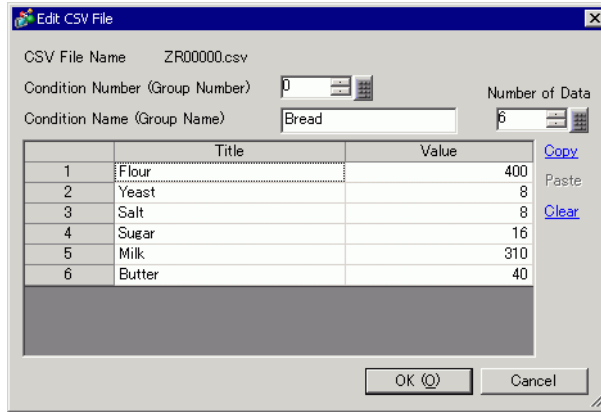 Edit CSV File
CSV File Name ZR00000.csv
Condition Number (Group Number) 0
Number of Data
Condition Name (Group Name) Bread 6
Title Value
Copy
1 Flour 400
Paste
2 Yeast 8
3 Salt 8
Clear
4 Sugar 16
5 Milk 310
6 Butter 40
OK (O) Cancel